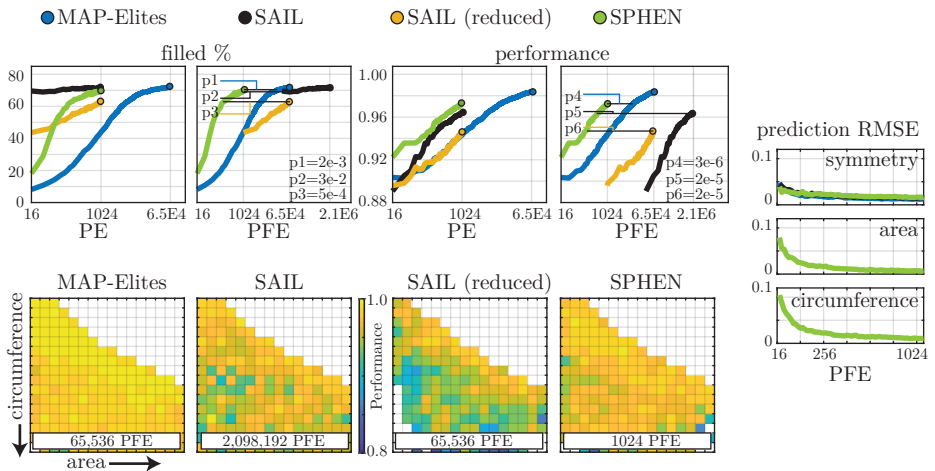 MAP-Elites SAIL SAIL (reduced) SPHEN
filled % performance
80
60
40
20
0
16 1024 6.5E4
PE
p1
p2
p3
p1=2e-3
p2=3e-2
p3=5e-4
16 1024 6.5E4 2.1E6
PFE
1.00
0.96
0.92
0.88
16 1024 6.5E4
PE
p4
p5
p6
p4=3e-6
p5=2e-5
p6=2e-5
16 1024 6.5E4 2.1E6
PFE
prediction RMSE
0.1 symmetry
0
0.1 area
0
0.1 circumference
0
16 256 1024
PFE
MAP-Elites SAIL SAIL (reduced) SPHEN
circumference
area
65,536 PFE
2,098,192 PFE
1.0
Performance
0.8
65,536 PFE
1024 PFE